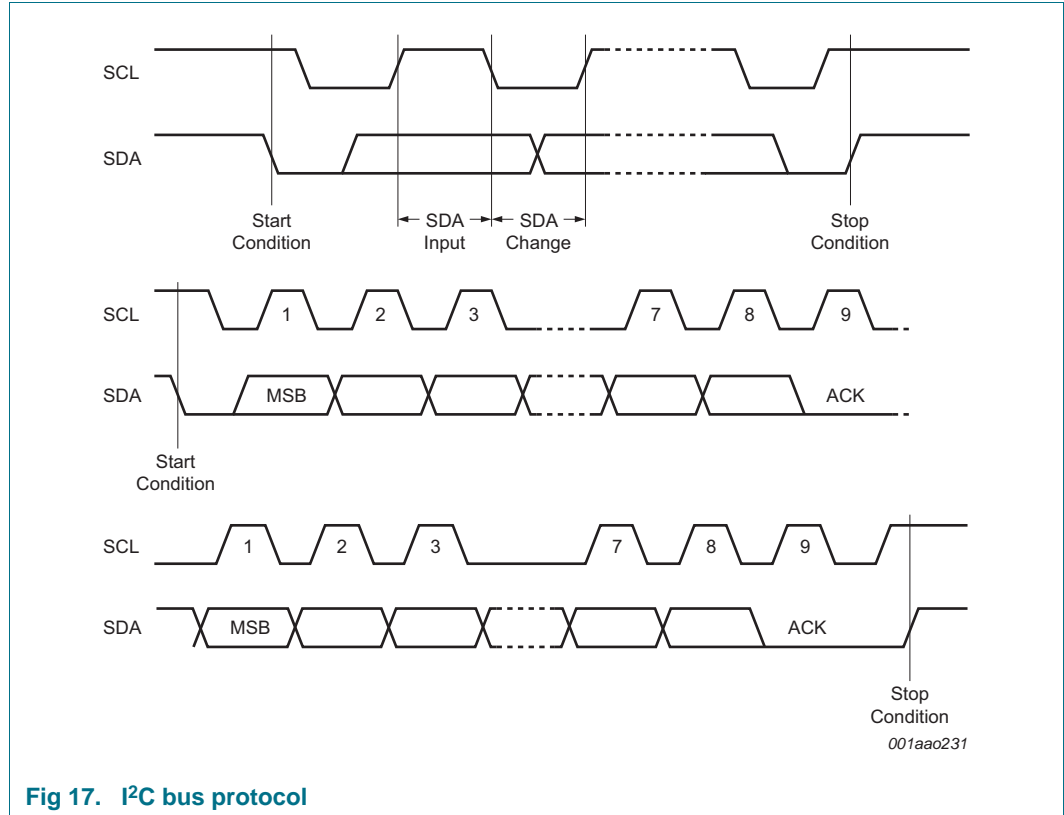 SCL
SDA
Start
Condition
SDA
Input
SDA
Change
Stop
Condition
SCL
1 2 3 7 8 9
SDA
MSB ACK
Start
Condition
SCL
1 2 3 7 8 9
SDA
MSB ACK
Stop
Condition
001aao231
Fig 17. I²C bus protocol